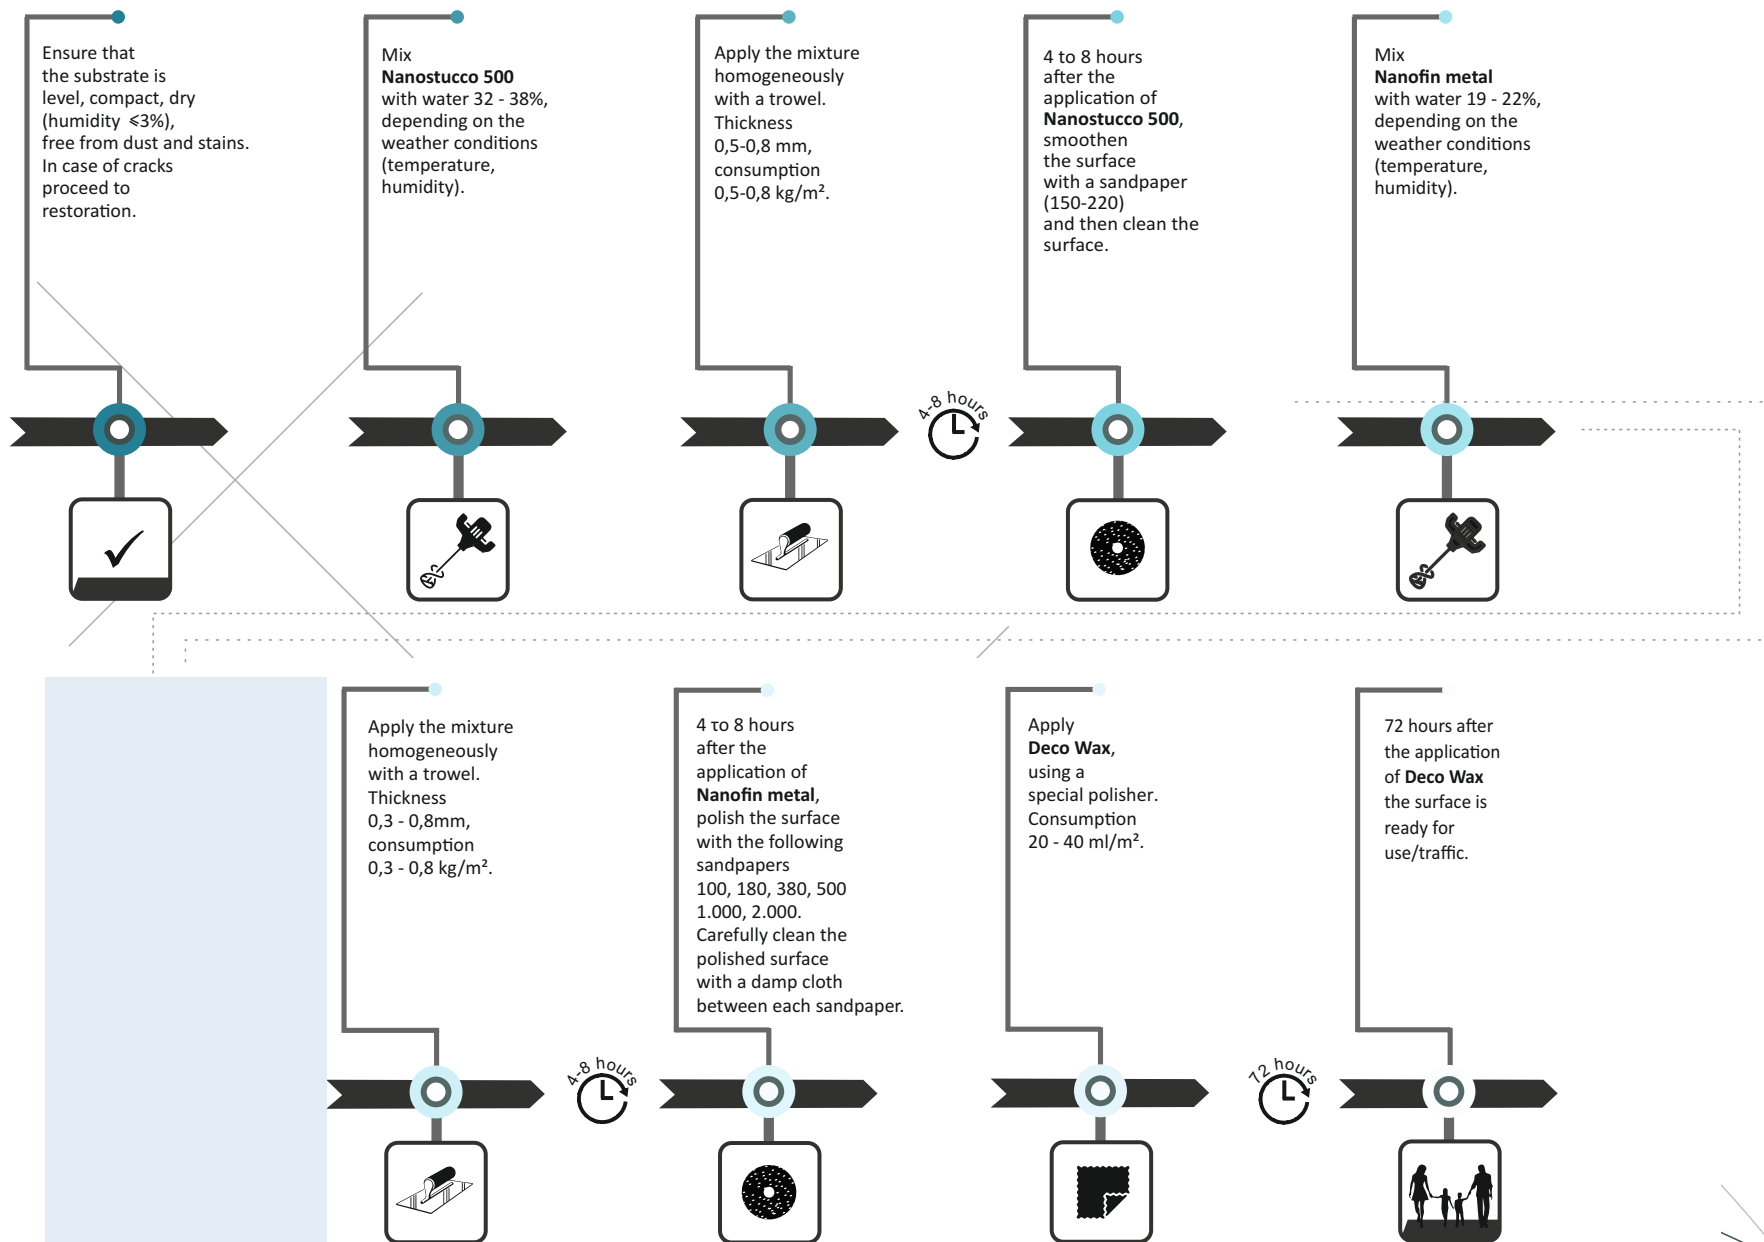 Ensure that
the substrate is
level, compact, dry
(humidity ⩽3%),
free from dust and stains.
In case of cracks
proceed to
restoration.
Mix
Nanostucco 500
with water 32 - 38%,
depending on the
weather conditions
(temperature,
humidity).
Apply the mixture
homogeneously
with a trowel.
Thickness
0,5-0,8 mm,
consumption
0,5-0,8 kg/m².
4-8 hours
4 to 8 hours
after the
application of
Nanostucco 500,
smoothen
the surface
with a sandpaper
(150-220)
and then clean the
surface.
Mix
Nanofin metal
with water 19 - 22%,
depending on the
weather conditions
(temperature,
humidity).
Apply the mixture
homogeneously
with a trowel.
Thickness
0,3 - 0,8mm,
consumption
0,3 - 0,8 kg/m².
4-8 hours
4 το 8 hours
after the
application of
Nanofin metal,
polish the surface
with the following
sandpapers
100, 180, 380, 500
1.000, 2.000.
Carefully clean the
polished surface
with a damp cloth
between each sandpaper.
Apply
Deco Wax,
using a
special polisher.
Consumption
20 - 40 ml/m².
72 hours
72 hours after
the application
of Deco Wax
the surface is
ready for
use/traffic.